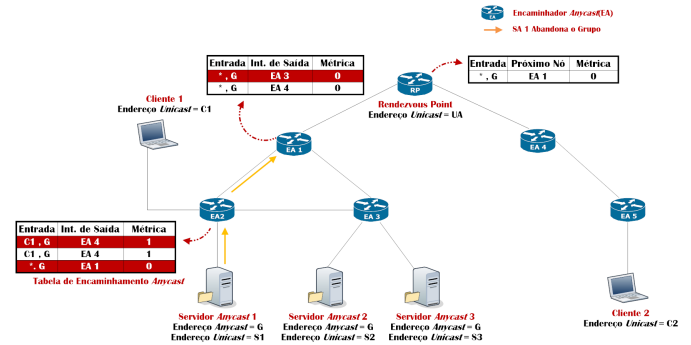 Encaminhador Anycast(EA)
EA
SA 1 Abandona o Grupo
Entrada Int. de Saída Métrica
* , G EA 3 0
* , G EA 4 0
Entrada Próximo Nó Métrica
* , G EA 1 0
RP
Rendezvous Point
Endereço Unicast = UA
Cliente 1
Endereço Unicast = C1
EA 1
EA 4
EA2
EA 3
EA 5
Entrada Int. de Saída Métrica
C1 , G EA 4 1
C1 , G EA 4 1
*. G EA 1 0
Tabela de Encaminhamento Anycast
Servidor Anycast 1
Endereço Anycast = G
Endereço Unicast = S1
Servidor Anycast 2
Endereço Anycast = G
Endereço Unicast = S2
Servidor Anycast 3
Endereço Anycast = G
Endereço Unicast = S3
Cliente 2
Endereço Unicast = C2